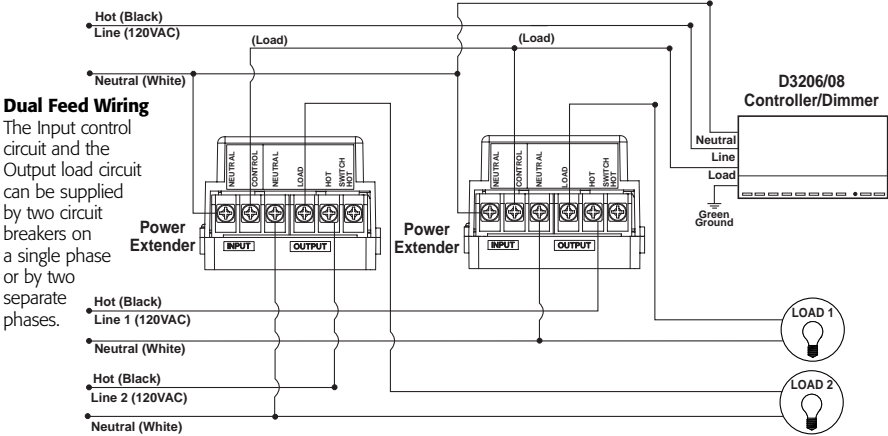 Hot (Black)
Line (120VAC)
(Load)
(Load)
Neutral (White)
D3206/08
Controller/Dimmer
Dual Feed Wiring
The Input control
circuit and the
Output load circuit
can be supplied
by two circuit
breakers on
a single phase
or by two
separate
phases.
NEUTRAL
CONTROL
NEUTRAL
LOAD
HOT
SWITCH
HOT
NEUTRAL
CONTROL
NEUTRAL
LOAD
HOT
SWITCH
HOT
Neutral
Line
Load
Green
Ground
Power
Extender
INPUT
OUTPUT
Power
Extender
INPUT
OUTPUT
Hot (Black)
Line 1 (120VAC)
LOAD 1
Neutral (White)
Hot (Black)
Line 2 (120VAC)
LOAD 2
Neutral (White)